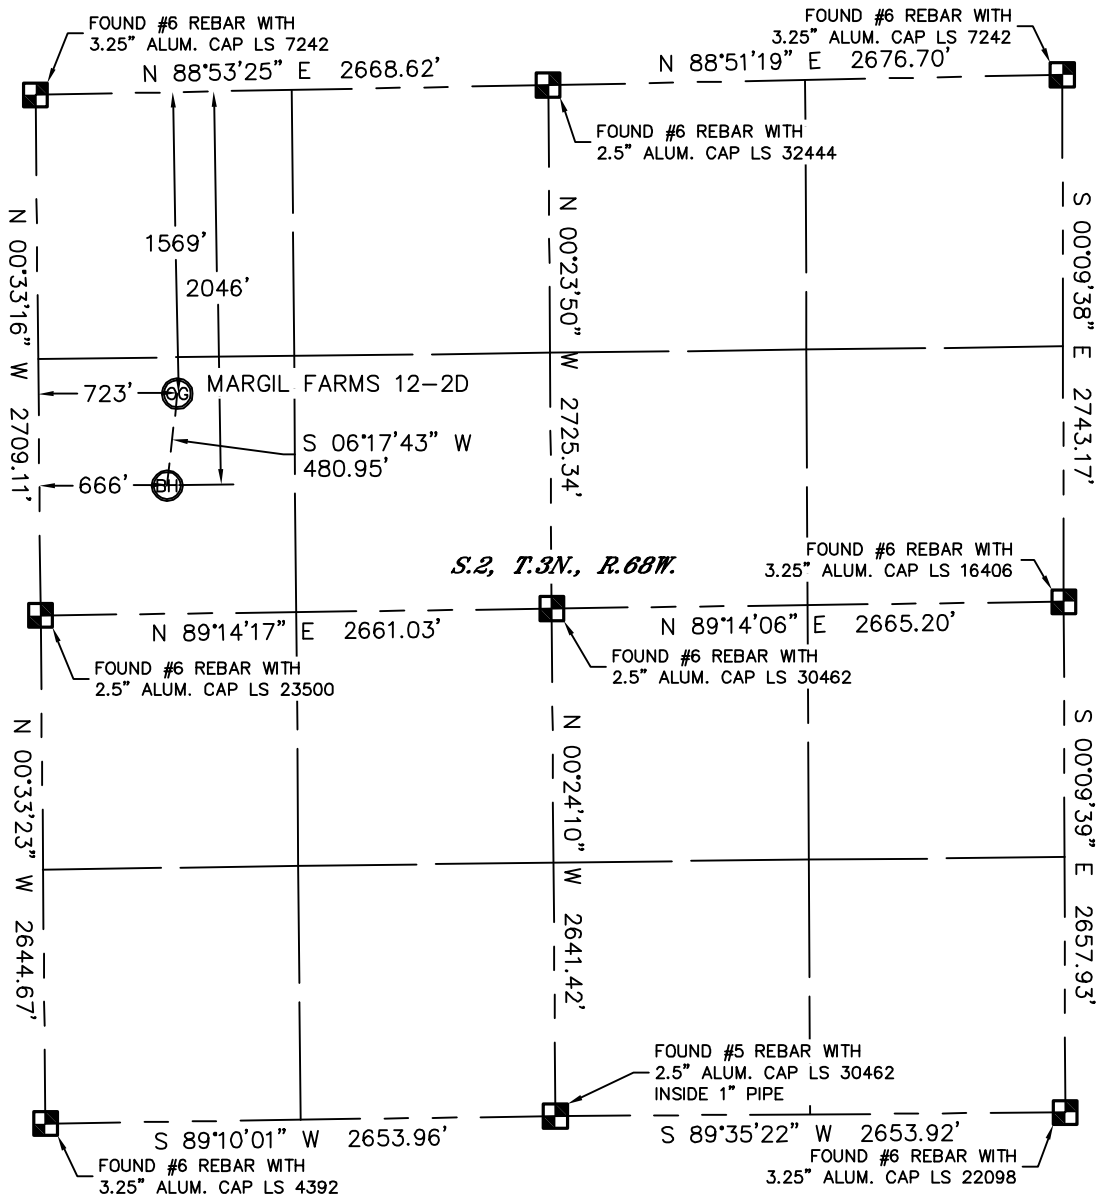 FOUND #6 REBAR WITH
3.25" ALUM. CAP LS 7242
FOUND #6 REBAR WITH
3.25" ALUM. CAP LS 7242
N 88°53'25" E 2668.62'
N 88°51'19" E 2676.70'
FOUND #6 REBAR WITH
2.5" ALUM. CAP LS 32444
N 00°33'16" W 2709.11'
1569'
2046'
N 00°23'50" W 2725.34'
S 00°09'38" E 2743.17'
723'
OG
MARGIL FARMS 12-2D
S 06°17'43" W
480.95'
666'
BH
S.2, T.3N., R.68W.
FOUND #6 REBAR WITH
3.25" ALUM. CAP LS 16406
N 89°14'17" E 2661.03'
N 89°14'06" E 2665.20'
FOUND #6 REBAR WITH
2.5" ALUM. CAP LS 23500
FOUND #6 REBAR WITH
2.5" ALUM. CAP LS 30462
N 00°33'23" W 2644.67'
N 00°24'10" W 2641.42'
S 00°09'39" E 2657.93'
FOUND #5 REBAR WITH
2.5" ALUM. CAP LS 30462
INSIDE 1" PIPE
S 89°10'01" W 2653.96'
S 89°35'22" W 2653.92'
FOUND #6 REBAR WITH
3.25" ALUM. CAP LS 4392
FOUND #6 REBAR WITH
3.25" ALUM. CAP LS 22098